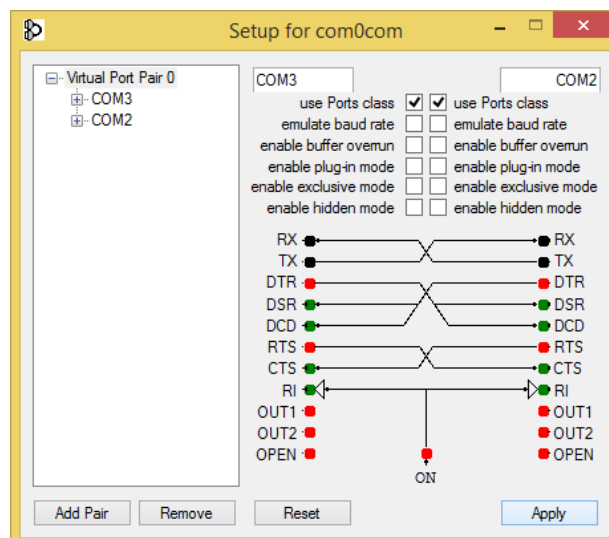 Setup for com0com
Virtual Port Pair 0
COM3
COM2
COM3 COM2
use Ports class use Ports class
emulate baud rate emulate baud rate
enable buffer overrun enable buffer overrun
enable plug-in mode enable plug-in mode
enable exclusive mode enable exclusive mode
enable hidden mode enable hidden mode
RX RX
TX TX
DTR DTR
DSR DSR
DCD DCD
RTS RTS
CTS CTS
RI RI
OUT1 OUT1
OUT2 OUT2
OPEN OPEN
ON
Add Pair Remove Reset Apply